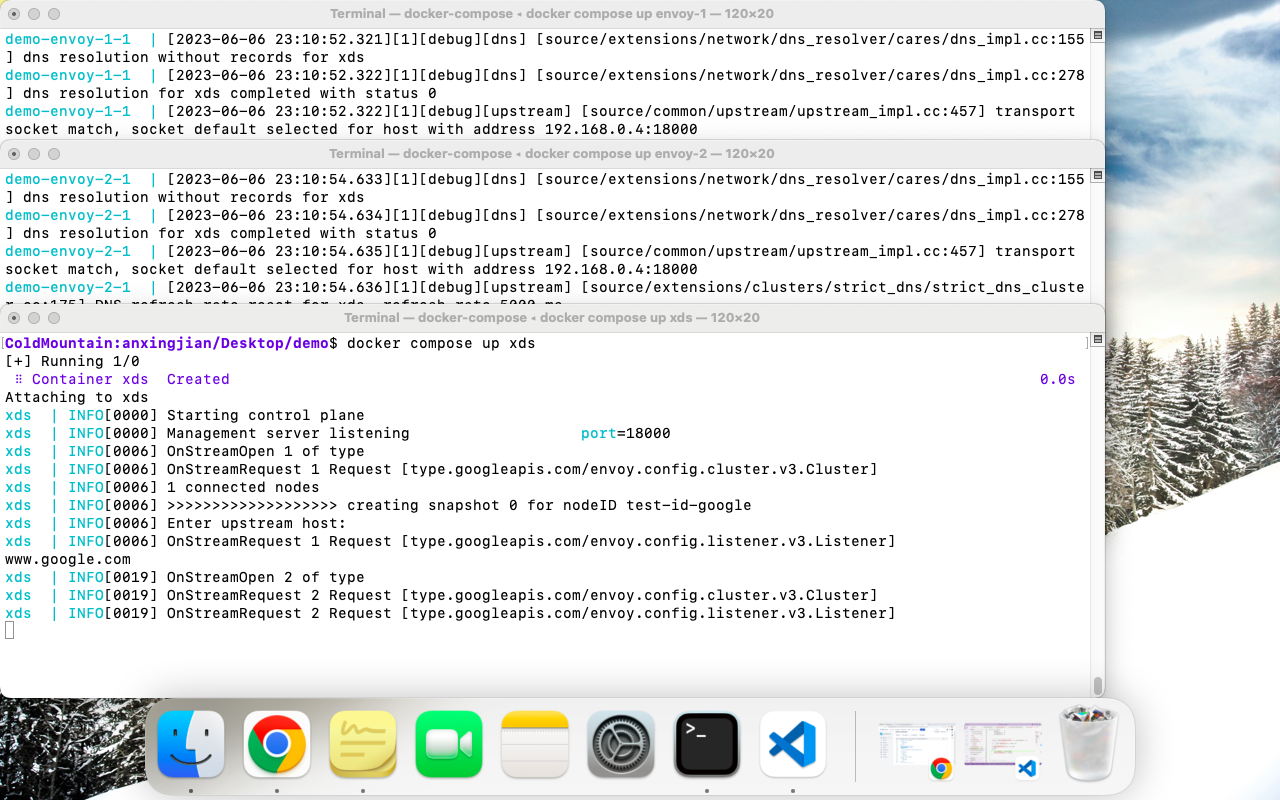 Terminal — docker-compose ◂ docker compose up envoy-1 — 120×20
demo-envoy-1-1  | [2023-06-06 23:10:52.321][1][debug][dns] [source/extensions/network/dns_resolver/cares/dns_impl.cc:155
] dns resolution without records for xds
demo-envoy-1-1  | [2023-06-06 23:10:52.322][1][debug][dns] [source/extensions/network/dns_resolver/cares/dns_impl.cc:278
] dns resolution for xds completed with status 0
demo-envoy-1-1  | [2023-06-06 23:10:52.322][1][debug][upstream] [source/common/upstream/upstream_impl.cc:457] transport
socket match, socket default selected for host with address 192.168.0.4:18000
Terminal — docker-compose ◂ docker compose up envoy-2 — 120×20
demo-envoy-2-1  | [2023-06-06 23:10:54.633][1][debug][dns] [source/extensions/network/dns_resolver/cares/dns_impl.cc:155
] dns resolution without records for xds
demo-envoy-2-1  | [2023-06-06 23:10:54.634][1][debug][dns] [source/extensions/network/dns_resolver/cares/dns_impl.cc:278
] dns resolution for xds completed with status 0
demo-envoy-2-1  | [2023-06-06 23:10:54.635][1][debug][upstream] [source/common/upstream/upstream_impl.cc:457] transport
socket match, socket default selected for host with address 192.168.0.4:18000
demo-envoy-2-1  | [2023-06-06 23:10:54.636][1][debug][upstream] [source/extensions/clusters/strict_dns/strict_dns_cluste
r.cc:175] DNS refresh rate reset for xds, refresh rate 5000 ms
Terminal — docker-compose ◂ docker compose up xds — 120×20
[ColdMountain:anxingjian/Desktop/demo$ docker compose up xds ]
[+] Running 1/0
⠿ Container xds  Created 0.0s
Attaching to xds
xds  | INFO[0000] Starting control plane
xds  | INFO[0000] Management server listening                   port=18000
xds  | INFO[0006] OnStreamOpen 1 of type
xds  | INFO[0006] OnStreamRequest 1 Request [type.googleapis.com/envoy.config.cluster.v3.Cluster]
xds  | INFO[0006] 1 connected nodes
xds  | INFO[0006] >>>>>>>>>>>>>>>>>>> creating snapshot 0 for nodeID test-id-google
xds  | INFO[0006] Enter upstream host:
xds  | INFO[0006] OnStreamRequest 1 Request [type.googleapis.com/envoy.config.listener.v3.Listener]
www.google.com
xds  | INFO[0019] OnStreamOpen 2 of type
xds  | INFO[0019] OnStreamRequest 2 Request [type.googleapis.com/envoy.config.cluster.v3.Cluster]
xds  | INFO[0019] OnStreamRequest 2 Request [type.googleapis.com/envoy.config.listener.v3.Listener]
>_